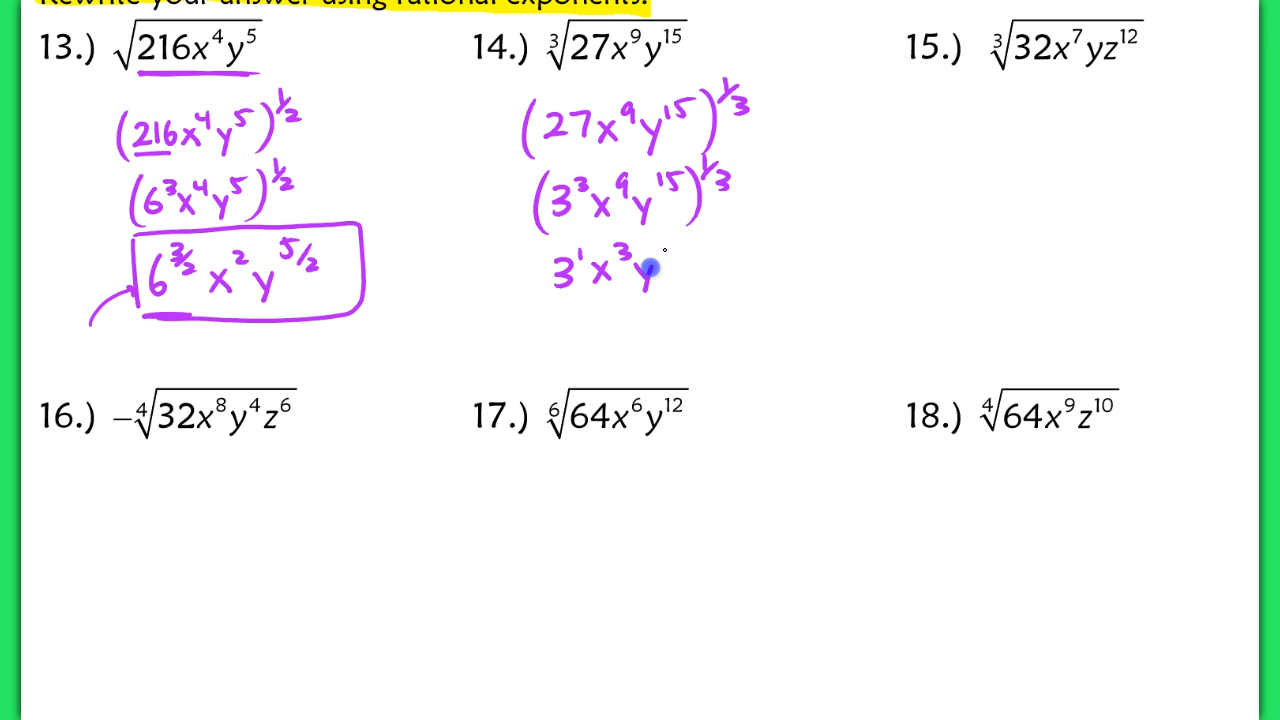 Rewrite your answer using rational exponents.
13.) √216x⁴y⁵
(216x⁴y⁵)^½
(6³x⁴y⁵)^½
6^(3/2) x² y^(5/2)
14.) ∛27x⁹y¹⁵
(27x⁹y¹⁵)^⅓
(3³x⁹y¹⁵)^⅓
3¹x³y
15.) ∛32x⁷yz¹²
16.) −∜32x⁸y⁴z⁶
17.) ⁶√64x⁶y¹²
18.) ∜64x⁹z¹⁰